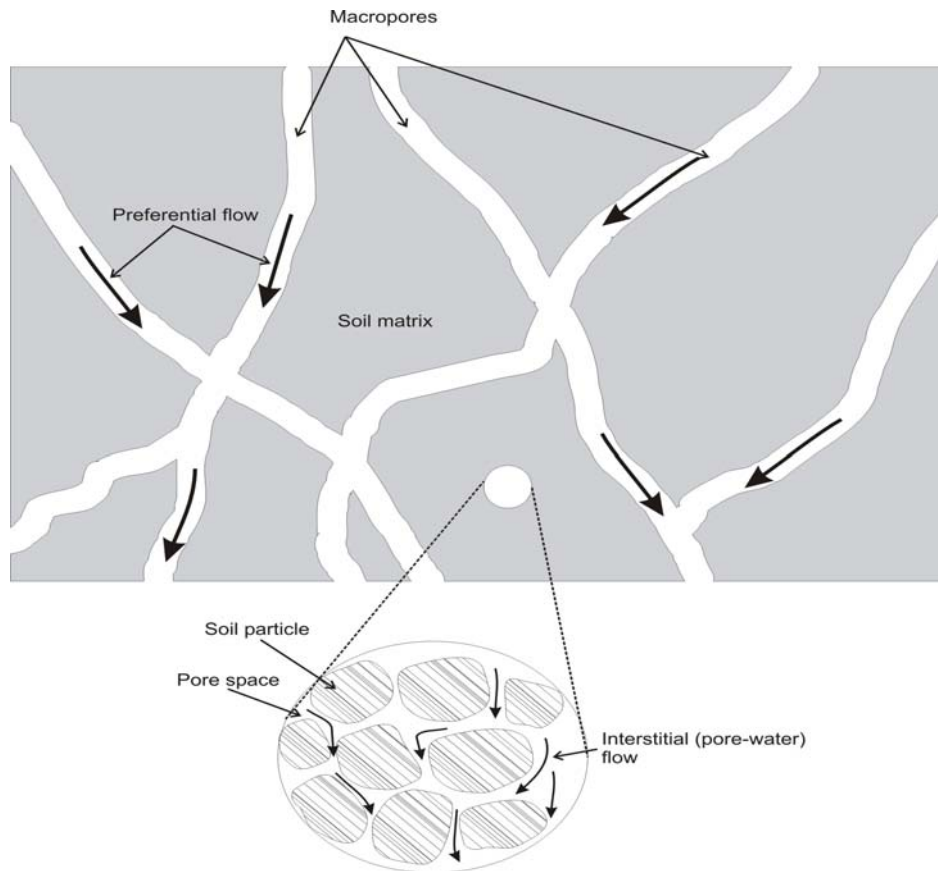 Macropores
Preferential flow
Soil matrix
Soil particle
Pore space
Interstitial (pore-water)
flow